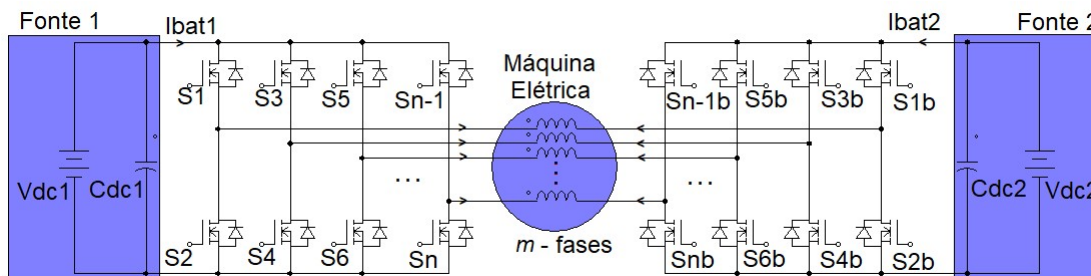 Fonte 1
Ibat1
Ibat2
Fonte 2
Máquina
Elétrica
S1
S3
S5
Sn-1
Sn-1b
S5b
S3b
S1b
...
...
Vdc1
Cdc1
Cdc2
Vdc2
S2
S4
S6
Sn
m - fases
Snb
S6b
S4b
S2b